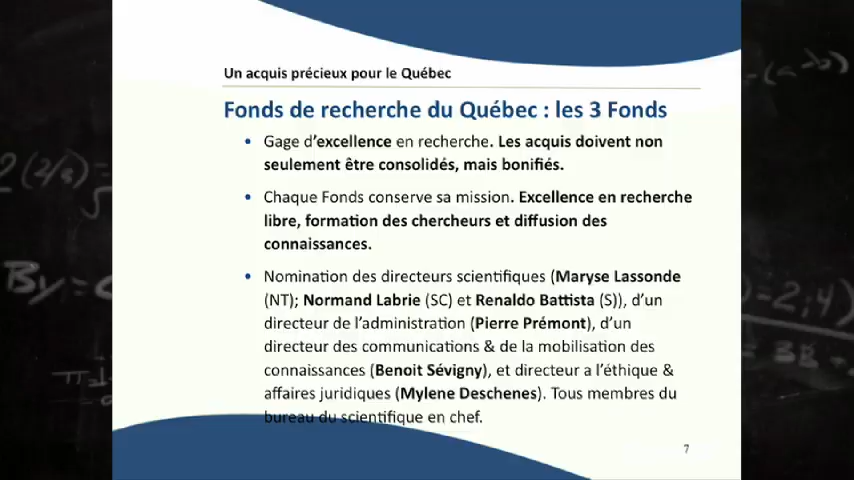 Un acquis précieux pour le Québec
Fonds de recherche du Québec : les 3 Fonds
• Gage d'excellence en recherche. Les acquis doivent non
seulement être consolidés, mais bonifiés.
• Chaque Fonds conserve sa mission. Excellence en recherche
libre, formation des chercheurs et diffusion des
connaissances.
• Nomination des directeurs scientifiques (Maryse Lassonde
(NT); Normand Labrie (SC) et Renaldo Battista (S)), d'un
directeur de l'administration (Pierre Prémont), d'un
directeur des communications & de la mobilisation des
connaissances (Benoit Sévigny), et directeur a l'éthique &
affaires juridiques (Mylene Deschenes). Tous membres du
bureau du scientifique en chef.
7